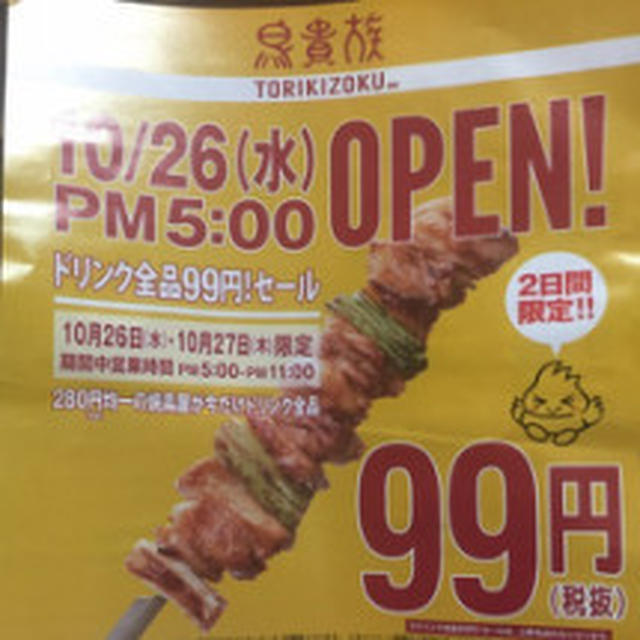 鳥貴族
TORIKIZOKU
10/26(水) OPEN!
PM5:00
ドリンク全品99円!セール
2日間
限定!!
10月26日(水)・10月27日(木)限定
期間中営業時間 PM5:00-PM11:00
280円均一の焼鳥屋が今だけドリンク全品
99円
(税抜)